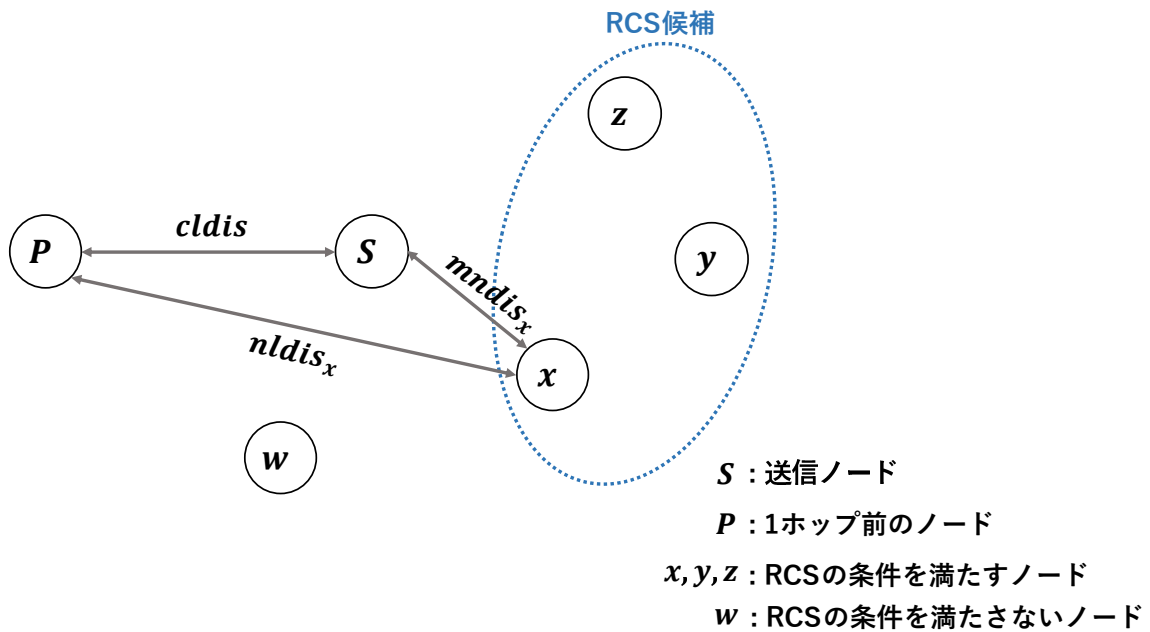 RCS候補
z
cldis
P
S
y
mndisx
nldisx
x
w
S : 送信ノード
P : 1ホップ前のノード
x, y, z : RCSの条件を満たすノード
w : RCSの条件を満たさないノード